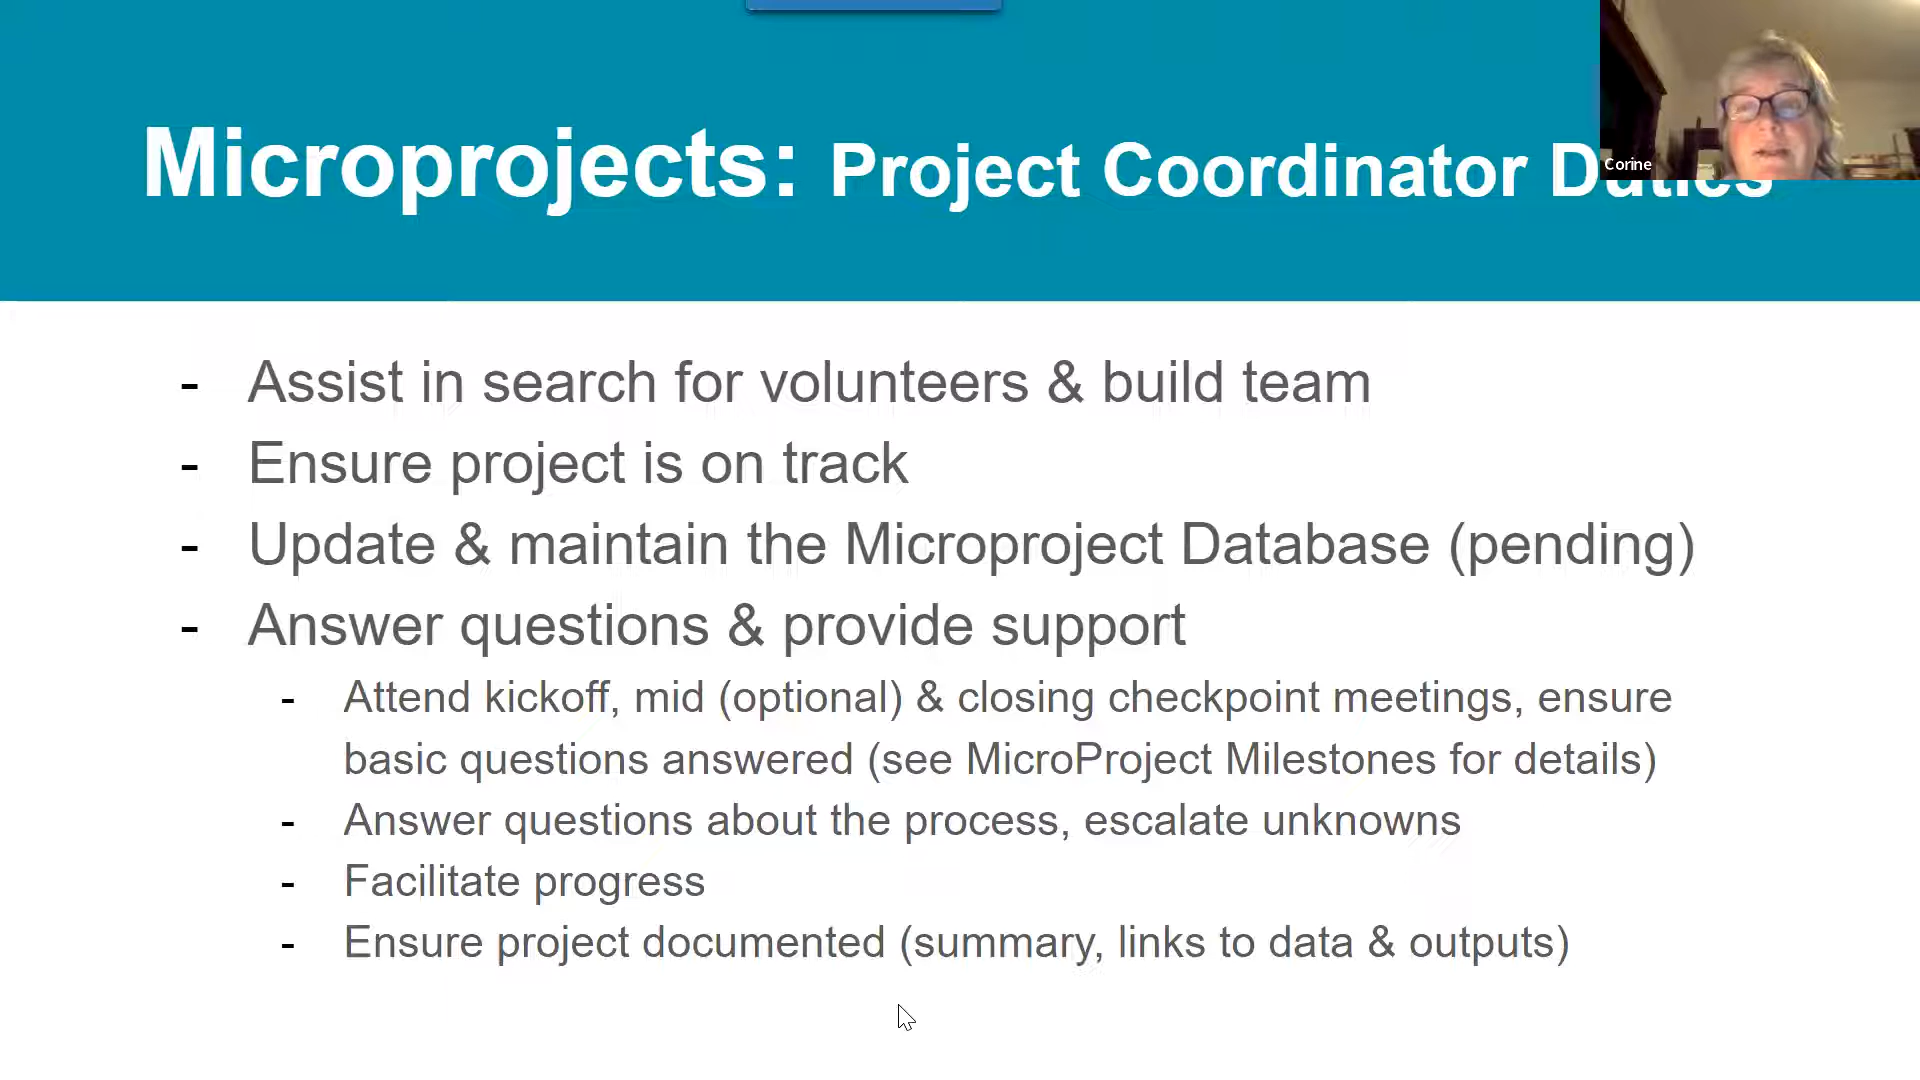 Microprojects: Project Coordinator Duties
Corine
- Assist in search for volunteers & build team
- Ensure project is on track
- Update & maintain the Microproject Database (pending)
- Answer questions & provide support
- Attend kickoff, mid (optional) & closing checkpoint meetings, ensure
basic questions answered (see MicroProject Milestones for details)
- Answer questions about the process, escalate unknowns
- Facilitate progress
- Ensure project documented (summary, links to data & outputs)